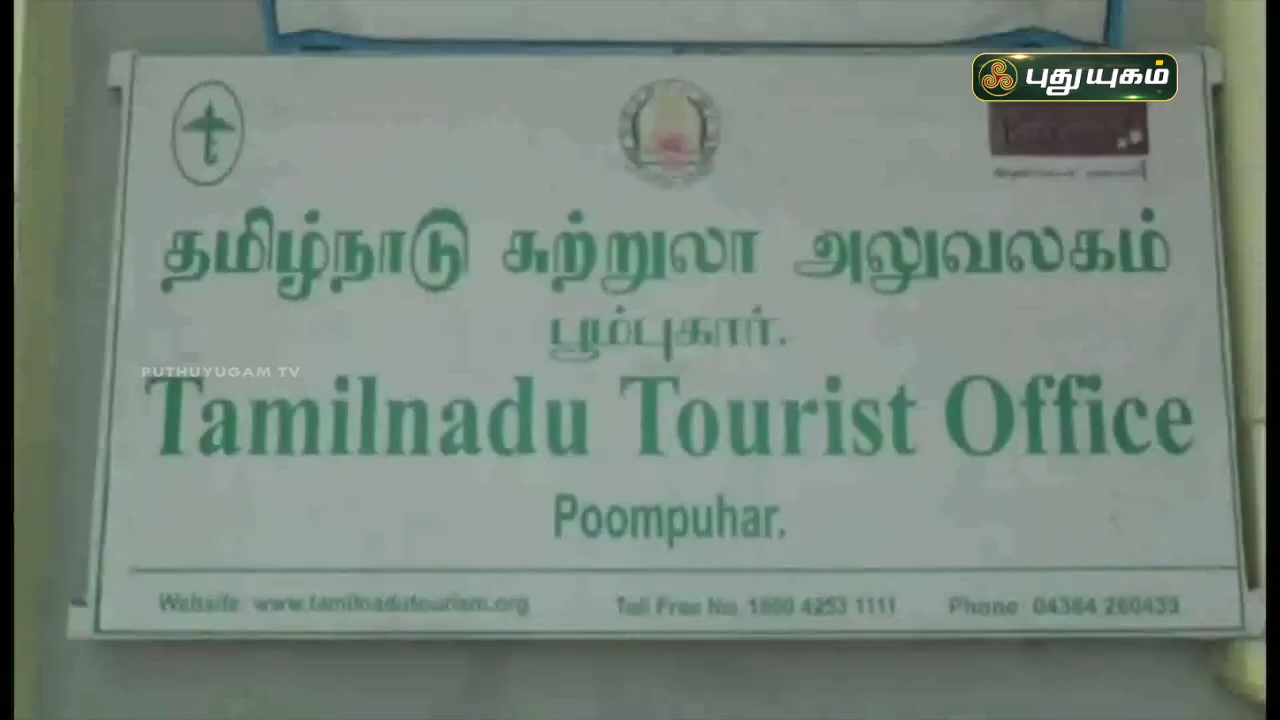 புதுயுகம்
தமிழ்நாடு சுற்றுலா அலுவலகம்
பூம்புகார்.
PUTHUYUGAM TV
Tamilnadu Tourist Office
Poompuhar.
Website: www.tamilnadutourism.org Toll Free No. 1800 4253 1111 Phone: 04364 260439